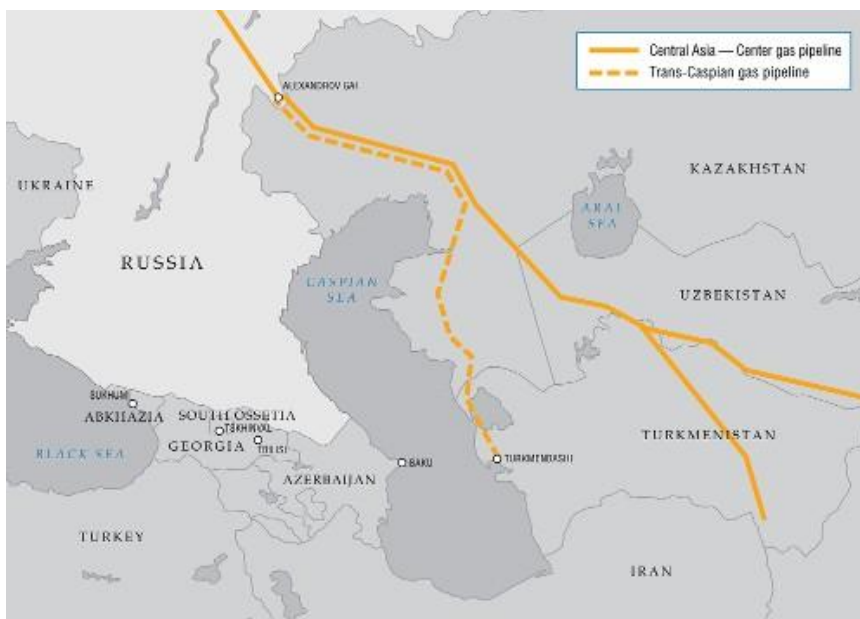 Central Asia — Center gas pipeline
Trans-Caspian gas pipeline
ALEXANDROV GAI
KAZAKHSTAN
UKRAINE
ARAL
SEA
RUSSIA
CASPIAN
SEA
UZBEKISTAN
SUKHUMI
ABKHAZIA
SOUTH OSSETIA
TSKHINVAL
GEORGIA
TBILISI
TURKMENISTAN
BLACK SEA
BAKU
TURKMENBASHI
AZERBAIJAN
TURKEY
IRAN